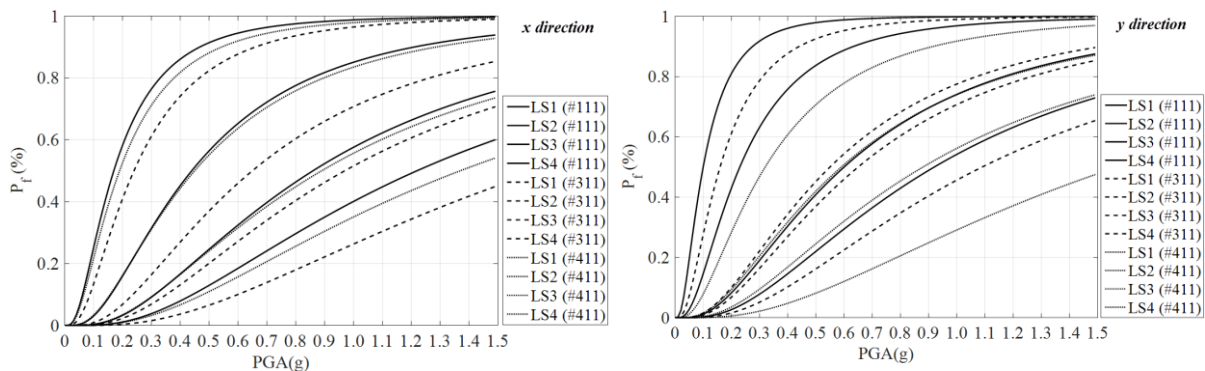 1
0.8
0.6
0.4
0.2
0
P_f (%)
0 0.1 0.2 0.3 0.4 0.5 0.6 0.7 0.8 0.9 1.0 1.1 1.2 1.3 1.4 1.5
PGA(g)
x direction
LS1 (#111)
LS2 (#111)
LS3 (#111)
LS4 (#111)
LS1 (#311)
LS2 (#311)
LS3 (#311)
LS4 (#311)
LS1 (#411)
LS2 (#411)
LS3 (#411)
LS4 (#411)
1
0.8
0.6
0.4
0.2
0
P_f (%)
0 0.1 0.2 0.3 0.4 0.5 0.6 0.7 0.8 0.9 1.0 1.1 1.2 1.3 1.4 1.5
PGA(g)
y direction
LS1 (#111)
LS2 (#111)
LS3 (#111)
LS4 (#111)
LS1 (#311)
LS2 (#311)
LS3 (#311)
LS4 (#311)
LS1 (#411)
LS2 (#411)
LS3 (#411)
LS4 (#411)